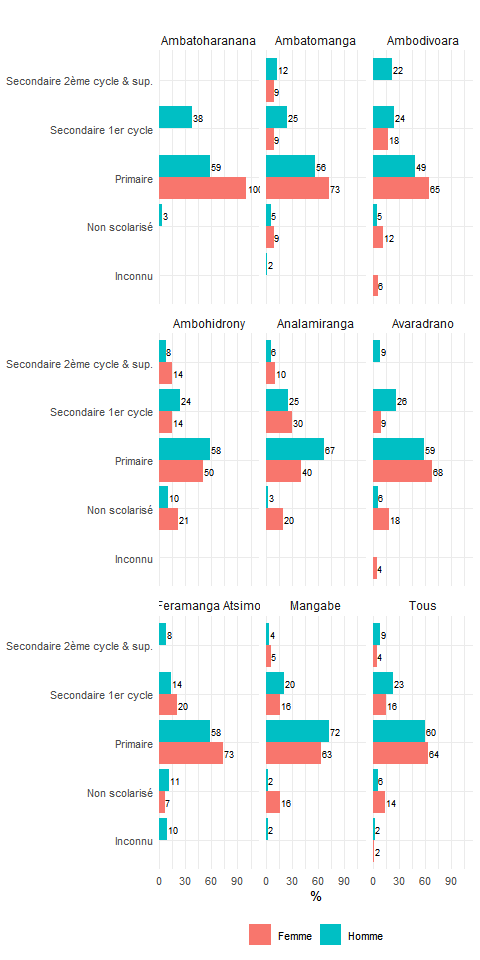 Ambatoharanana Ambatomanga Ambodivoara
Secondaire 2ème cycle & sup. 12 9 22
Secondaire 1er cycle 38 25 9 24 18
Primaire 59 100 56 73 49 65
Non scolarisé 3 5 9 5 12
Inconnu 2 6
Ambohidrony Analamiranga Avaradrano
Secondaire 2ème cycle & sup. 8 14 6 10 9
Secondaire 1er cycle 24 14 25 30 26 9
Primaire 58 50 67 40 59 68
Non scolarisé 10 21 3 20 6 18
Inconnu 4
Feramanga Atsimo Mangabe Tous
Secondaire 2ème cycle & sup. 8 4 5 9 4
Secondaire 1er cycle 14 20 20 16 23 16
Primaire 58 73 72 63 60 64
Non scolarisé 11 7 2 16 6 14
Inconnu 10 2 2 2
0 30 60 90 0 30 60 90 0 30 60 90
%
Femme Homme